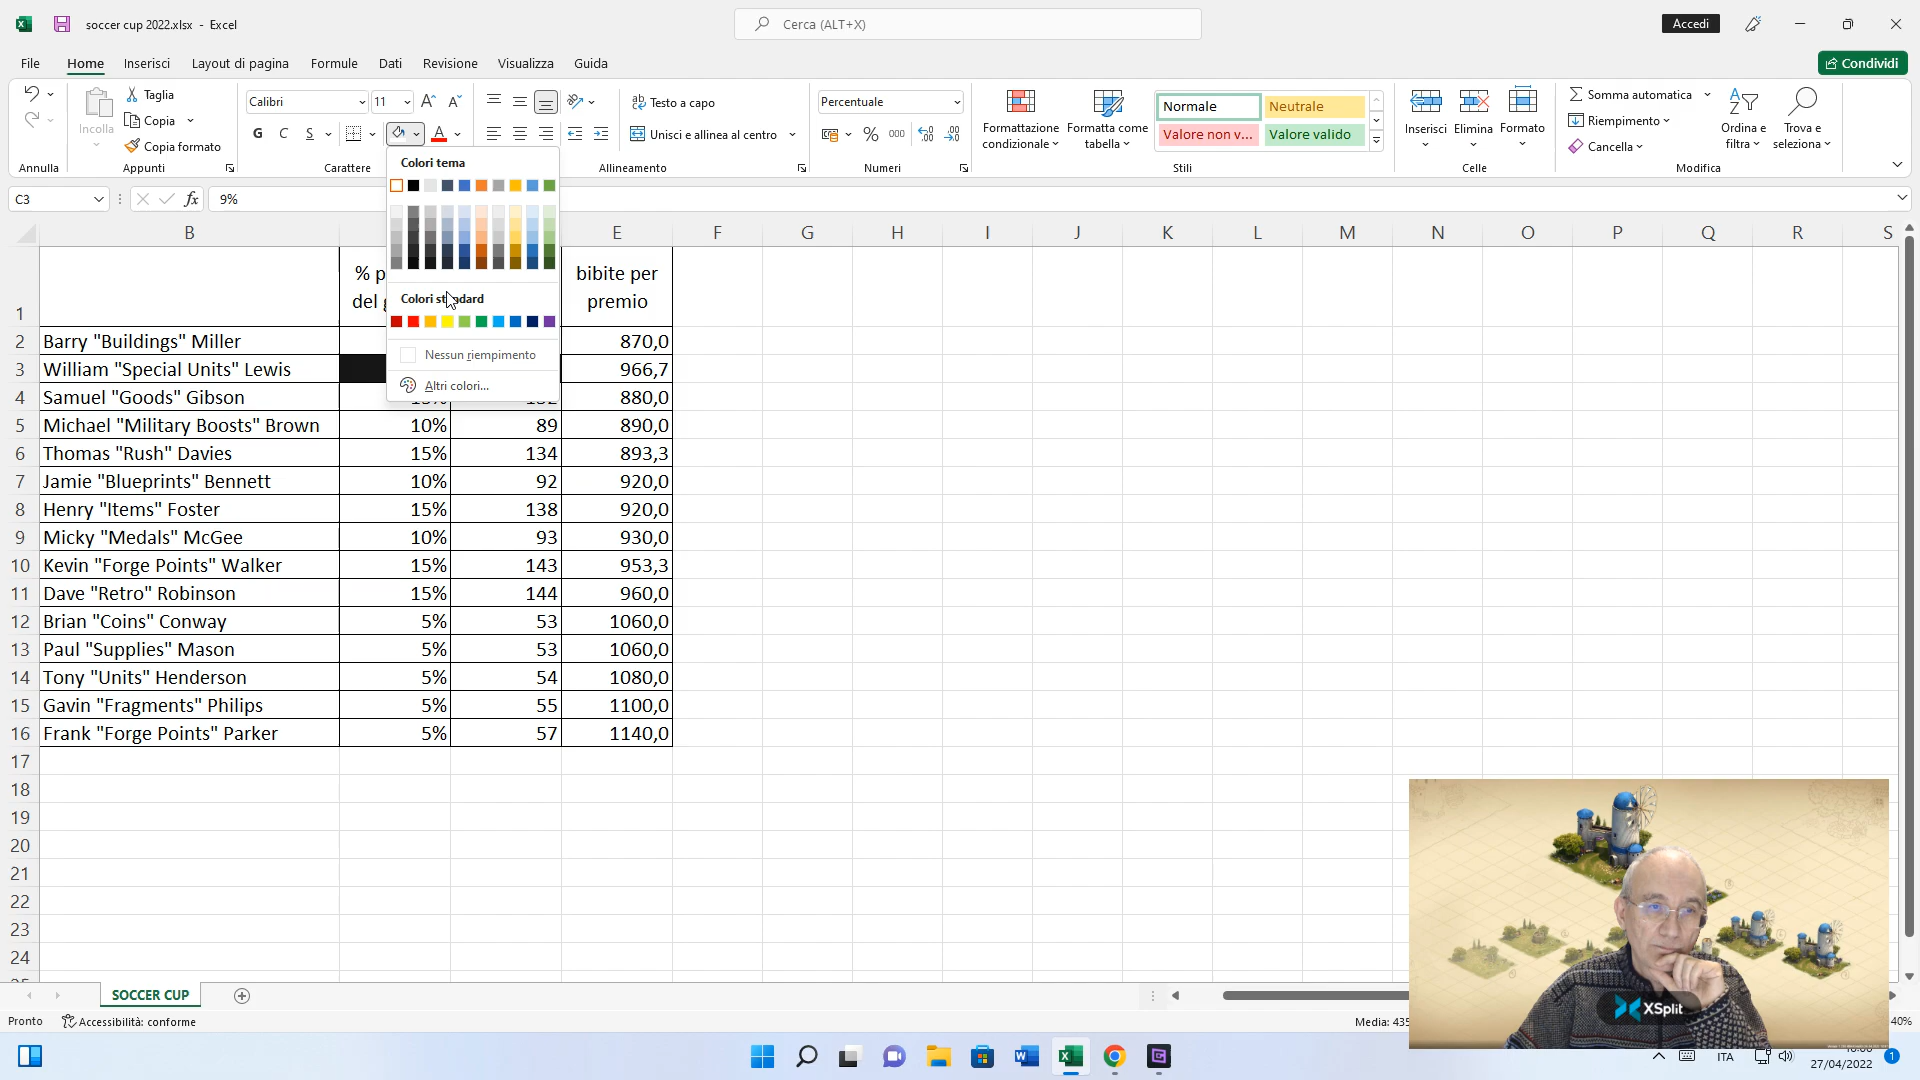 soccer cup 2022.xlsx - Excel
Cerca (ALT+X)
Accedi
File Home Inserisci Layout di pagina Formule Dati Revisione Visualizza Guida
Condividi
Incolla
Taglia
Copia
Copia formato
Calibri 11
G C S
Testo a capo
Unisci e allinea al centro
Percentuale
% 000
Formattazione condizionale
Formatta come tabella
Normale Neutrale
Valore non v... Valore valido
Inserisci Elimina Formato
Somma automatica
Riempimento
Cancella
Ordina e filtra
Trova e seleziona
Annulla Appunti Carattere Allineamento Numeri Stili Celle Modifica
C3 fx 9%
Colori tema
Colori standard
Nessun riempimento
Altri colori...
B E F G H I J K L M N O P Q R S
1 % p bibite per
del premio
2 Barry "Buildings" Miller 870,0
3 William "Special Units" Lewis 966,7
4 Samuel "Goods" Gibson 880,0
5 Michael "Military Boosts" Brown 10% 89 890,0
6 Thomas "Rush" Davies 15% 134 893,3
7 Jamie "Blueprints" Bennett 10% 92 920,0
8 Henry "Items" Foster 15% 138 920,0
9 Micky "Medals" McGee 10% 93 930,0
10 Kevin "Forge Points" Walker 15% 143 953,3
11 Dave "Retro" Robinson 15% 144 960,0
12 Brian "Coins" Conway 5% 53 1060,0
13 Paul "Supplies" Mason 5% 53 1060,0
14 Tony "Units" Henderson 5% 54 1080,0
15 Gavin "Fragments" Philips 5% 55 1100,0
16 Frank "Forge Points" Parker 5% 57 1140,0
17
18
19
20
21
22
23
24
SOCCER CUP
XSplit
Pronto Accessibilità: conforme Media: 435 40%
ITA
27/04/2022
1